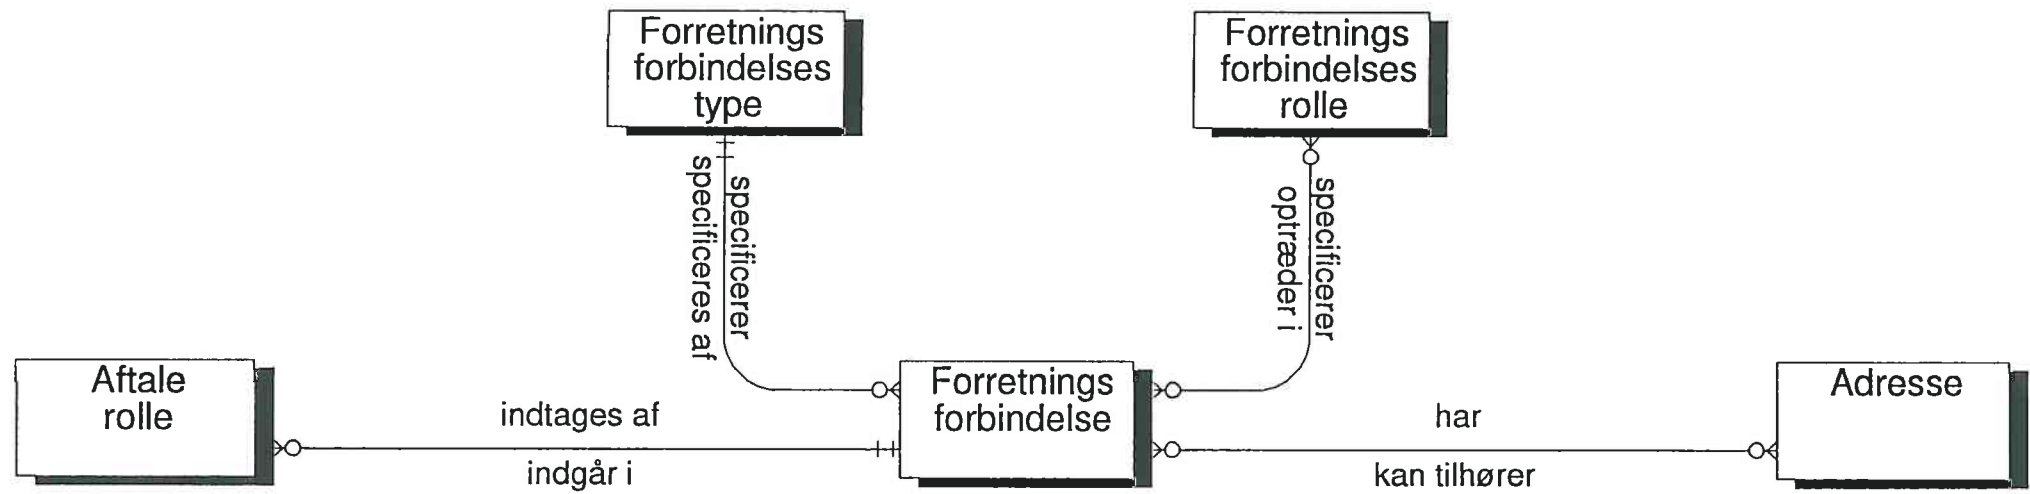 Forretnings
forbindelses
type
Forretnings
forbindelses
rolle
specificerer
specificeres af
specificerer
optræder i
Aftale
rolle
indtages af
indgår i
Forretnings
forbindelse
har
kan tilhører
Adresse